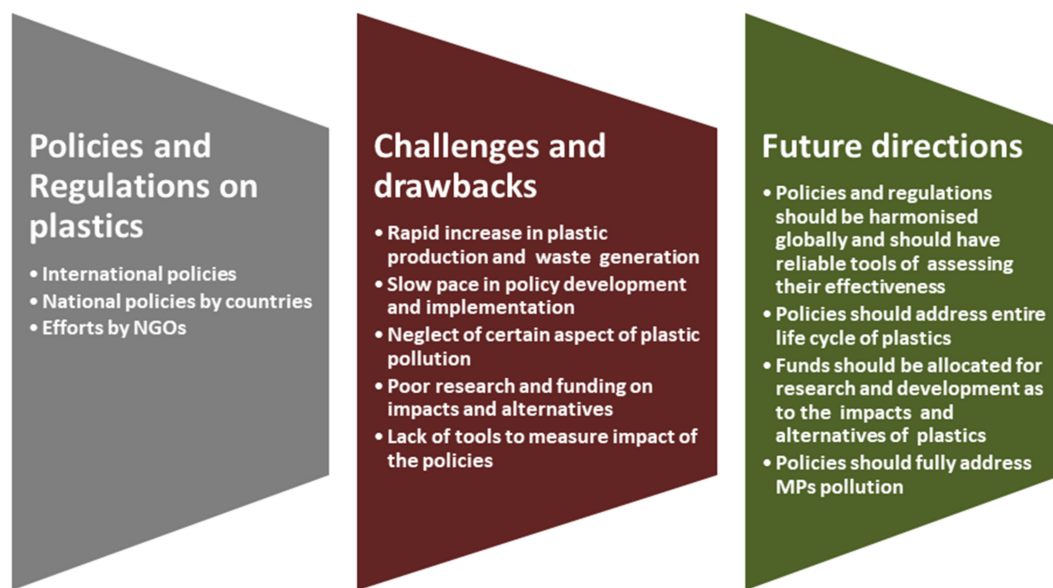 Policies and
Regulations on
plastics
• International policies
• National policies by countries
• Efforts by NGOs
Challenges and
drawbacks
• Rapid increase in plastic
production and waste generation
• Slow pace in policy development
and implementation
• Neglect of certain aspect of plastic
pollution
• Poor research and funding on
impacts and alternatives
• Lack of tools to measure impact of
the policies
Future directions
• Policies and regulations
should be harmonised
globally and should have
reliable tools of assessing
their effectiveness
• Policies should address entire
life cycle of plastics
• Funds should be allocated for
research and development as
to the impacts and
alternatives of plastics
• Policies should fully address
MPs pollution